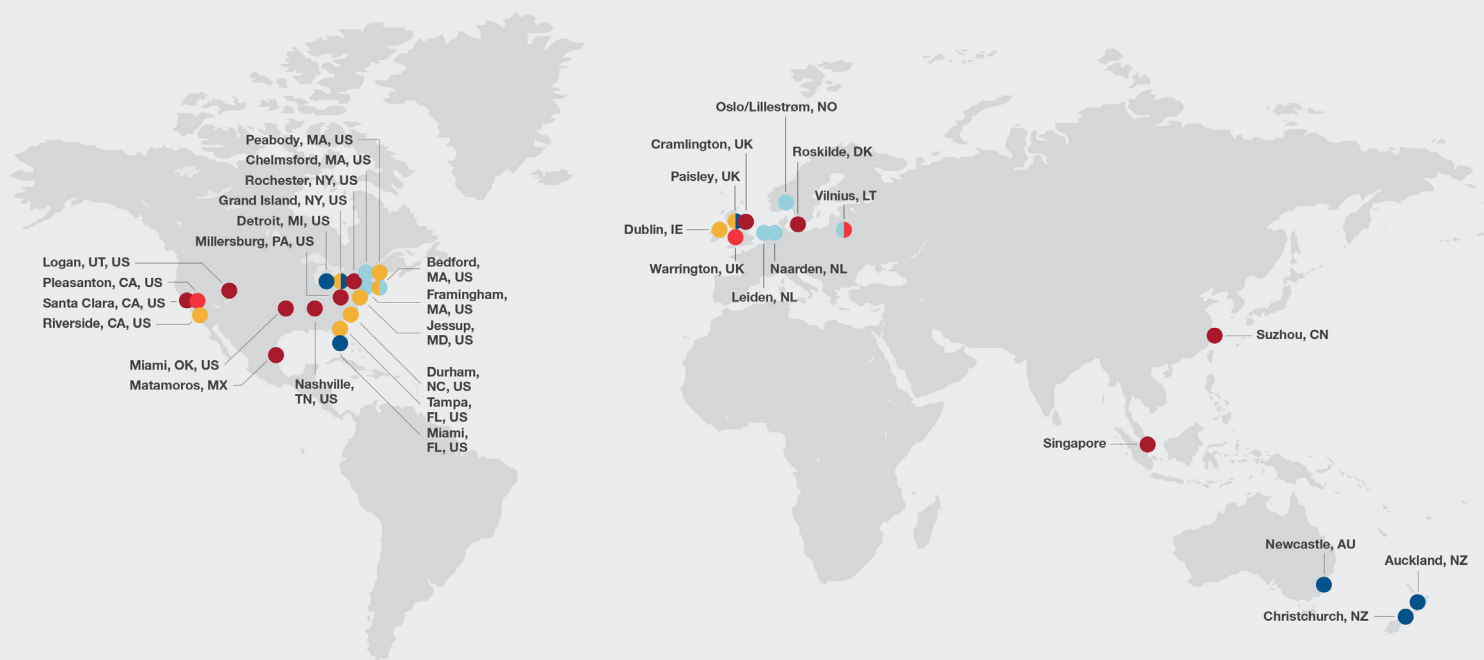 Peabody, MA, US
Chelmsford, MA, US
Rochester, NY, US
Grand Island, NY, US
Detroit, MI, US
Millersburg, PA, US
Logan, UT, US
Pleasanton, CA, US
Santa Clara, CA, US
Riverside, CA, US
Miami, OK, US
Matamoros, MX
Nashville,
TN, US
Bedford,
MA, US
Framingham,
MA, US
Jessup,
MD, US
Durham,
NC, US
Tampa,
FL, US
Miami,
FL, US
Oslo/Lillestrøm, NO
Cramlington, UK
Roskilde, DK
Paisley, UK
Vilnius, LT
Dublin, IE
Warrington, UK
Naarden, NL
Leiden, NL
Suzhou, CN
Singapore
Newcastle, AU
Auckland, NZ
Christchurch, NZ